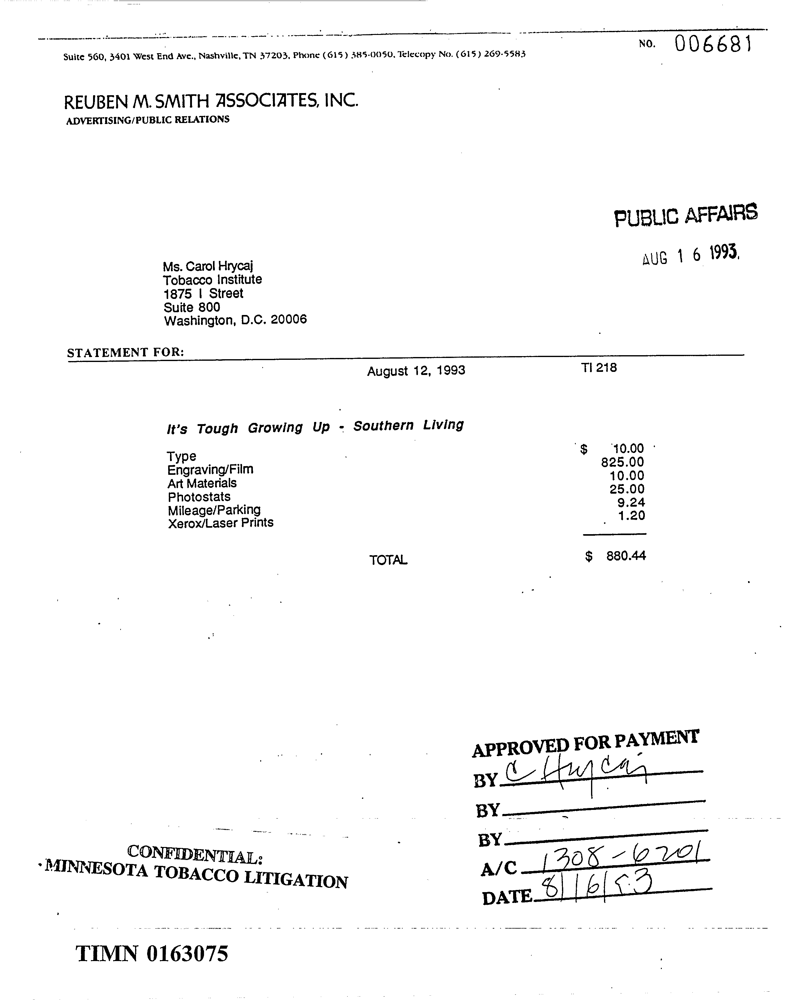 NO. 006681
Suite 560, 3401 West End Ave., Nashville, TN 37203, Phone (615) 385-0050, Telecopy No. (615) 269-5583
REUBEN M. SMITH ASSOCIATES, INC.
ADVERTISING/PUBLIC RELATIONS
PUBLIC AFFAIRS
AUG 16 1993
Ms. Carol Hrycaj
Tobacco Institute
1875 I Street
Suite 800
Washington, D.C. 20006
STATEMENT FOR:
August 12, 1993 TI 218
It's Tough Growing Up - Southern Living
Type $ 10.00
Engraving/Film 825.00
Art Materials 10.00
Photostats 25.00
Mileage/Parking 9.24
Xerox/Laser Prints 1.20
TOTAL $ 880.44
APPROVED FOR PAYMENT
BY C Hrycaj
BY
BY
A/C 1308-6201
DATE 8/16/93
CONFIDENTIAL:
MINNESOTA TOBACCO LITIGATION
TIMN 0163075